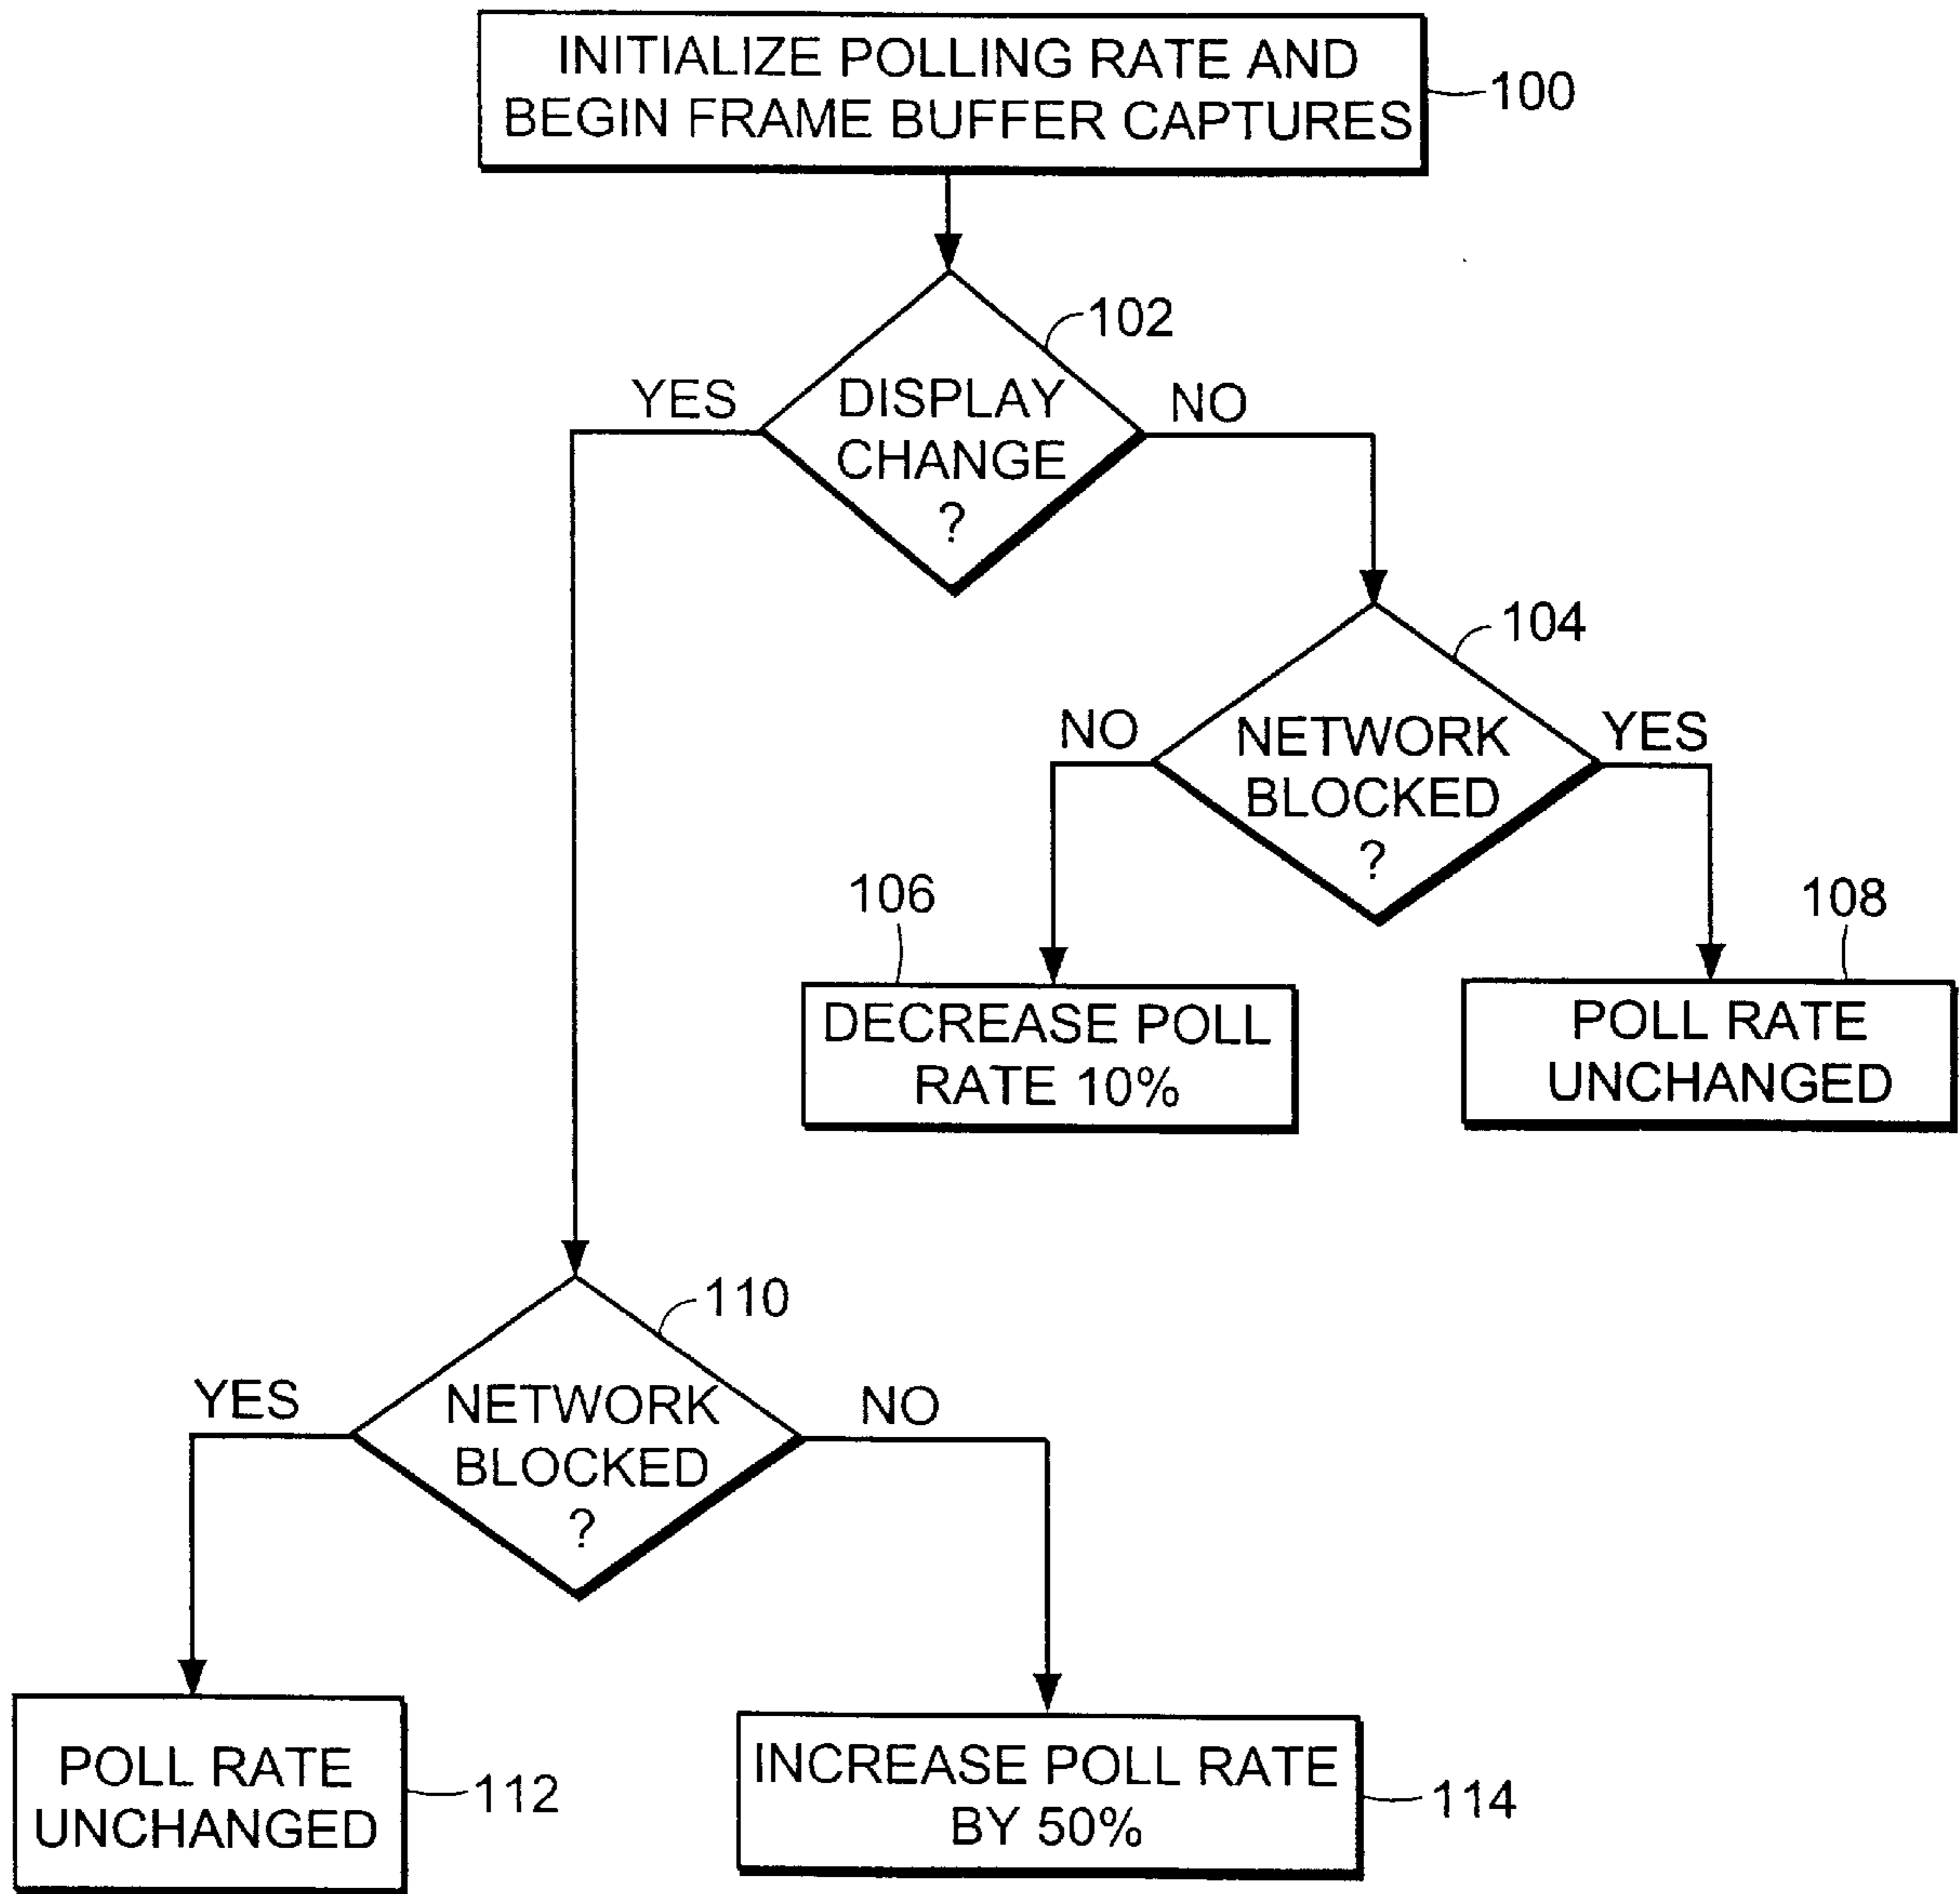 INITIALIZE POLLING RATE AND
BEGIN FRAME BUFFER CAPTURES
100
102
YES
DISPLAY
CHANGE
?
NO
104
NO
NETWORK
BLOCKED
?
YES
106
108
DECREASE POLL
RATE 10%
POLL RATE
UNCHANGED
110
YES
NETWORK
BLOCKED
?
NO
POLL RATE
UNCHANGED
112
INCREASE POLL RATE
BY 50%
114